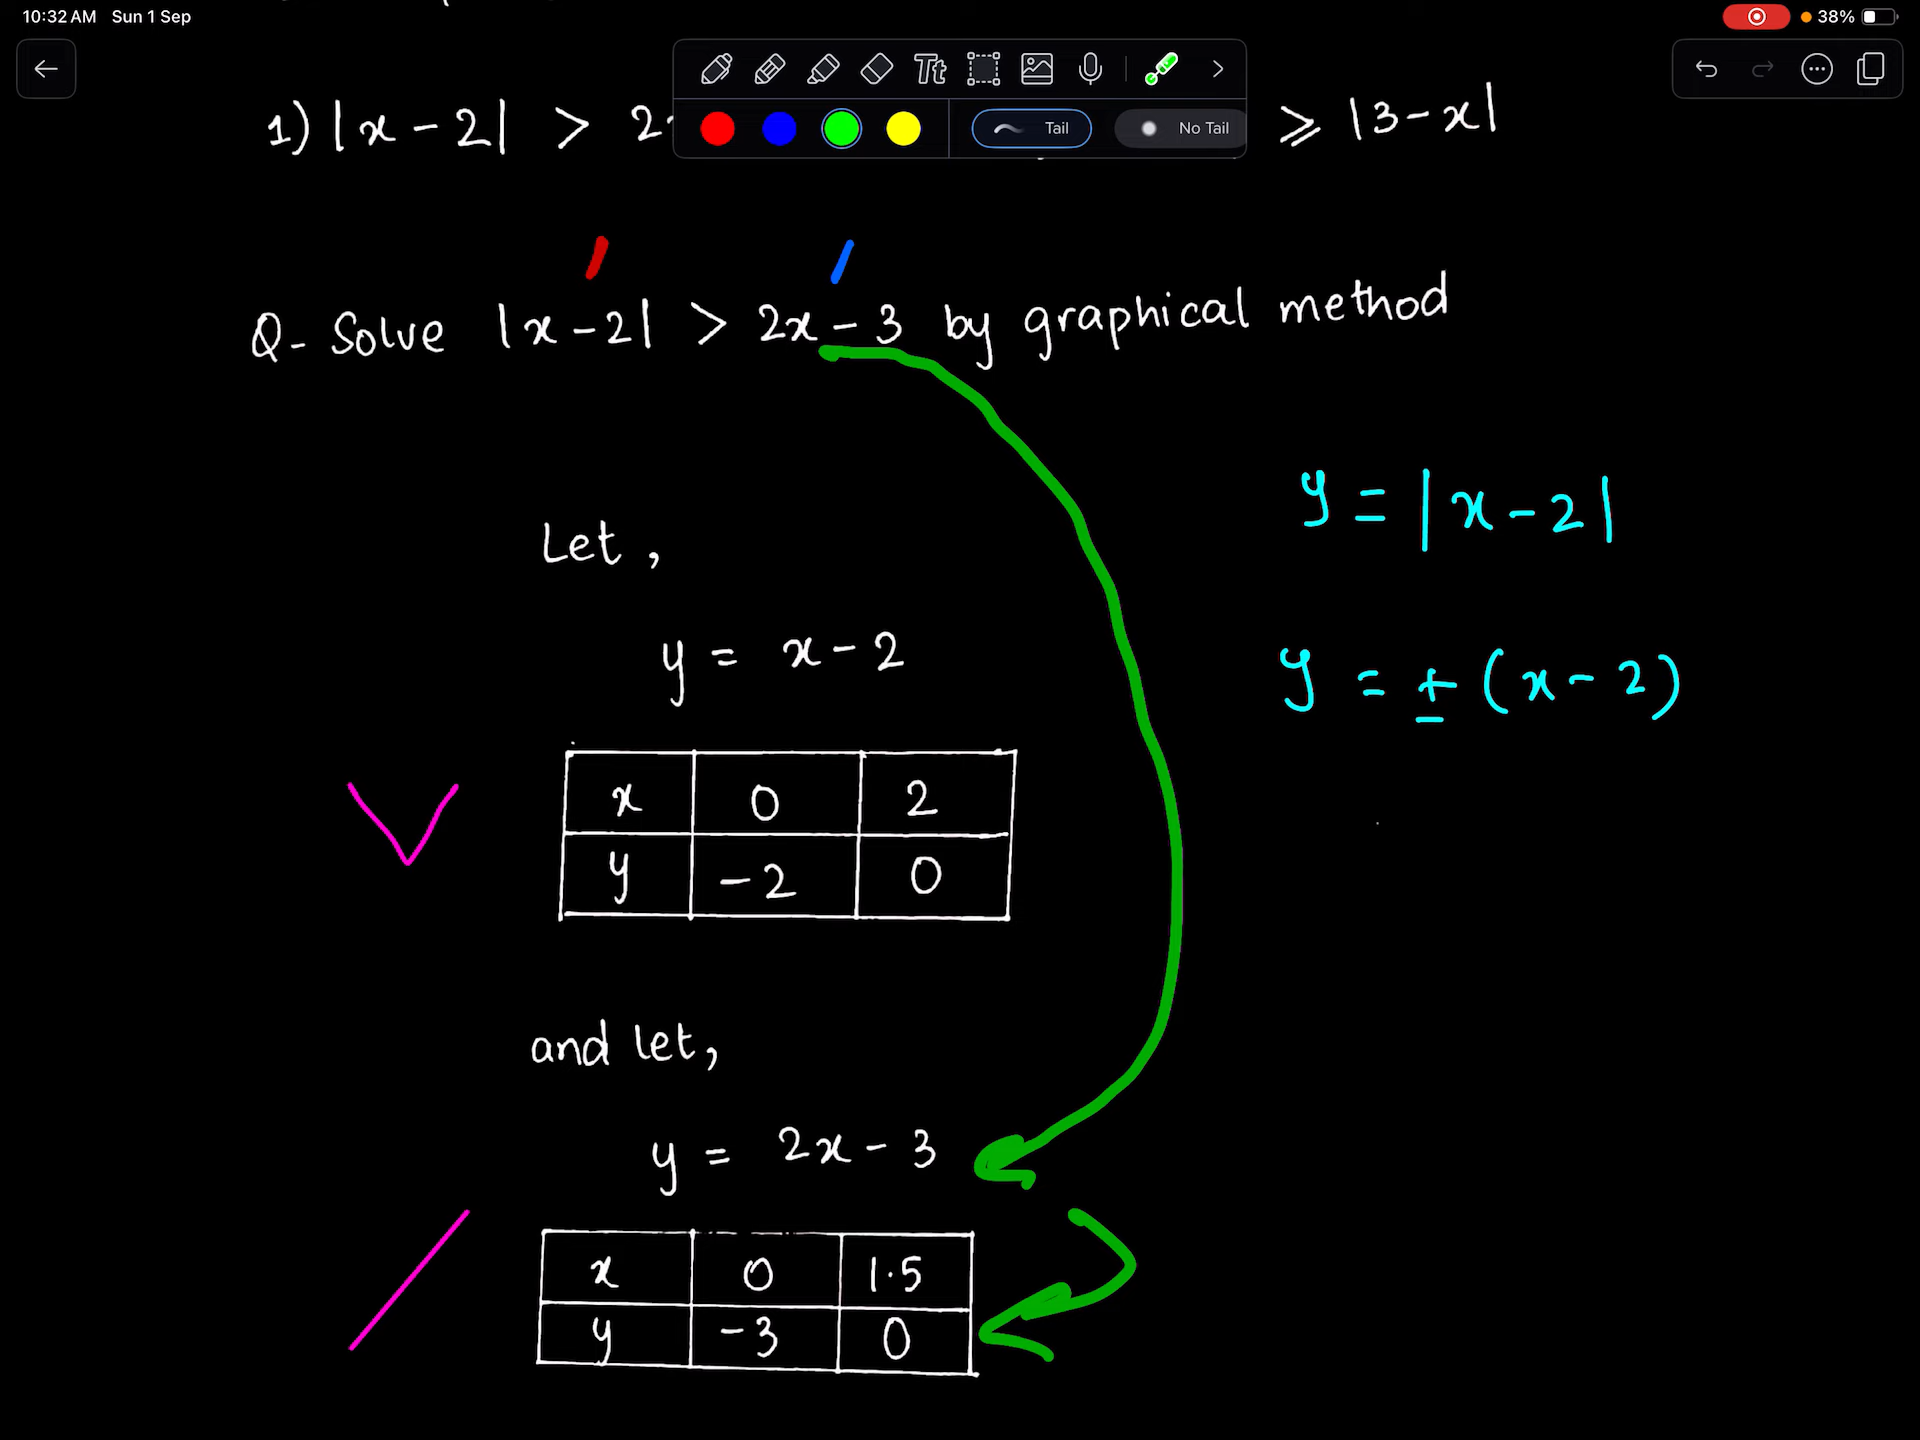 10:32 AM Sun 1 Sep
38%
Tt
Tail
No Tail
1) |x - 2| > 2 ⩾ |3-x|
Q- Solve |x - 2| > 2x - 3 by graphical method
y = |x - 2|
Let,
y = x - 2
y = ± (x - 2)
x 0 2
y -2 0
and let,
y = 2x - 3
x 0 1.5
y -3 0